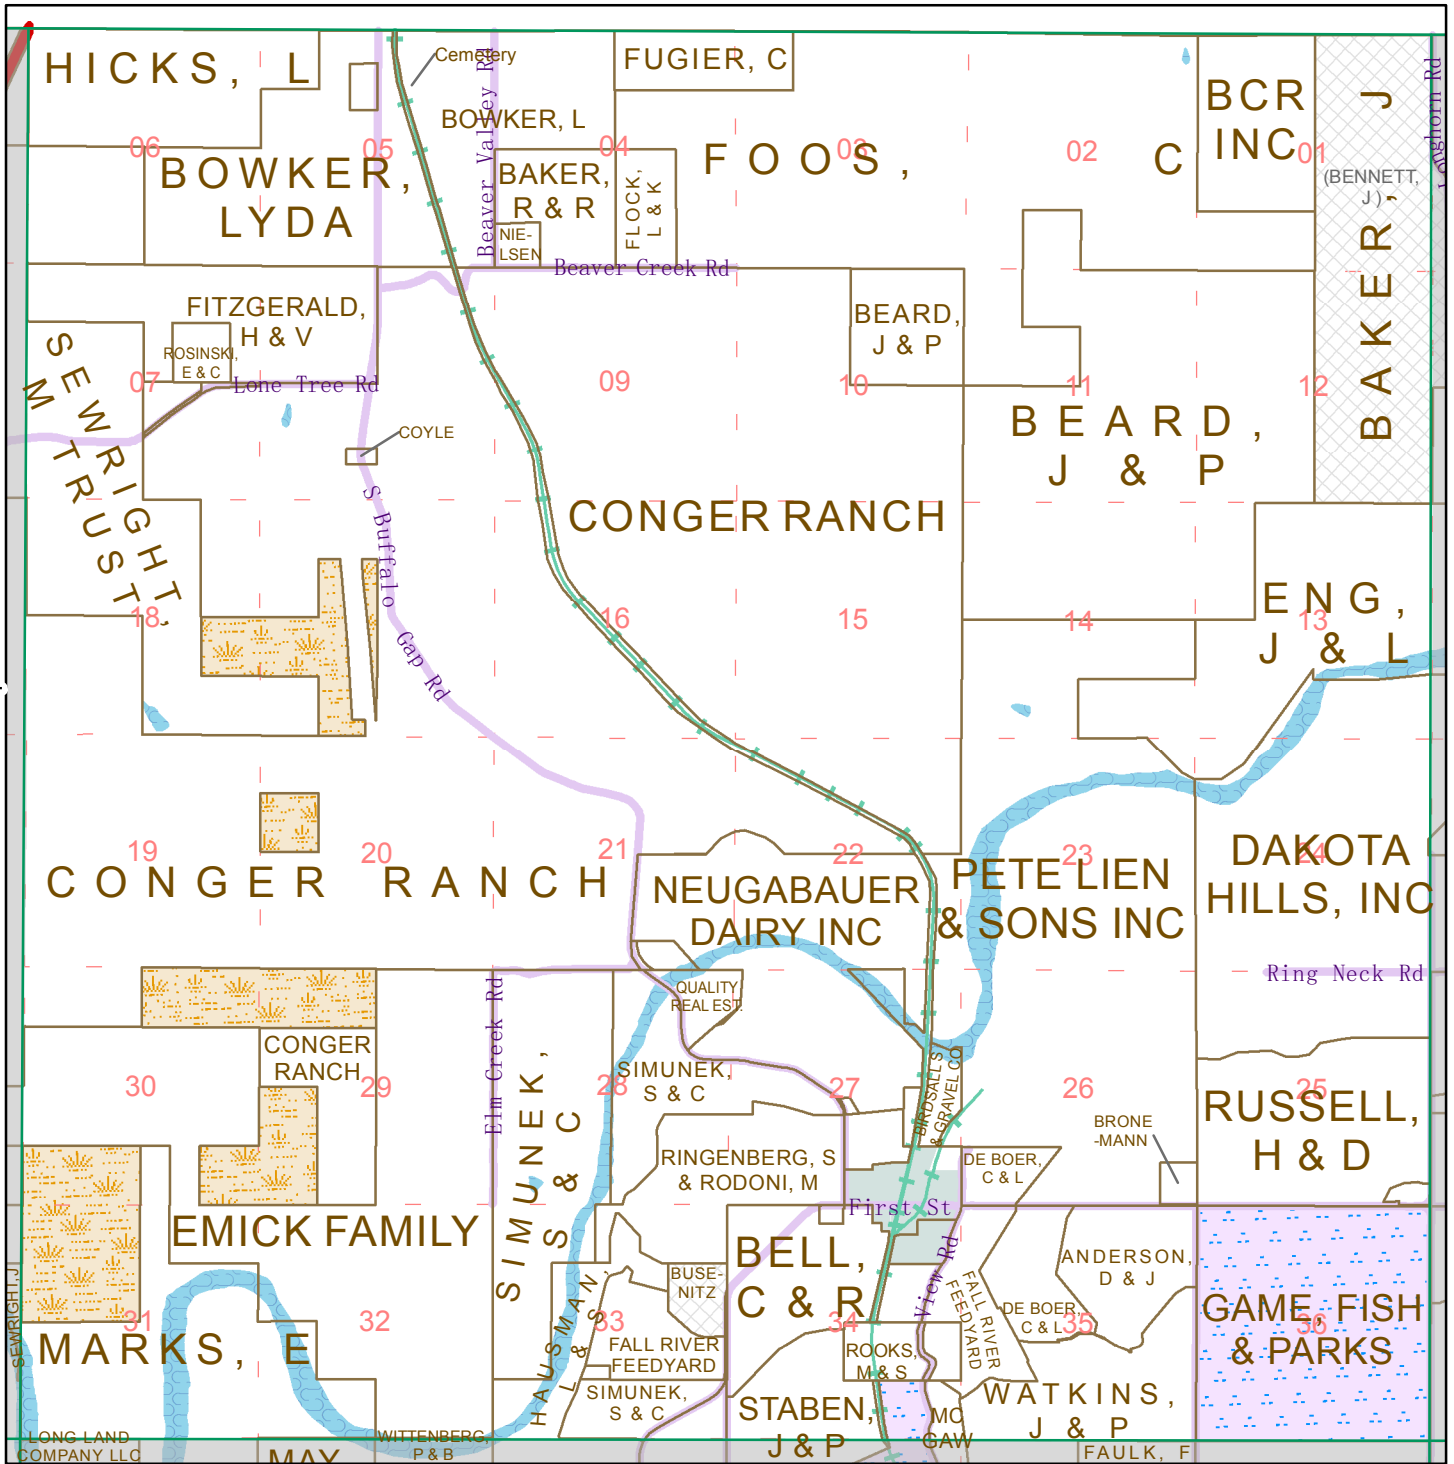 HICKS, L
Cemetery
FUGIER, C
BCR
INC
BAKER, J
(BENNETT,
J)
Longhorn Rd
06
05
BOWKER, L
04
03
FOOS, C
02
01
BOWKER,
LYDA
Beaver Valley Rd
BAKER,
R & R
FLOCK,
L & K
NIE-
LSEN
Beaver Creek Rd
FITZGERALD,
H & V
ROSINSKI,
E & C
BEARD,
J & P
SEWRIGHT,
M TRUST
07
Lone Tree Rd
09
10
11
12
COYLE
BEARD,
J & P
S Buffalo Gap Rd
CONGER RANCH
18
16
15
14
13
ENG,
J & L
19
20
21
22
23
24
CONGER RANCH
NEUGABAUER
DAIRY INC
PETE LIEN
& SONS INC
DAKOTA
HILLS, INC
Ring Neck Rd
QUALITY
REAL EST.
Elm Creek Rd
CONGER
RANCH
30
29
28
27
26
25
SIMUNEK,
S & C
SIMUNEK,
S & C
BIRDSALLS
& GRAVEL CO
BRONE
-MANN
RUSSELL,
H & D
RINGENBERG, S
& RODONI, M
DE BOER,
C & L
First St
EMICK FAMILY
BELL,
C & R
View Rd
ANDERSON,
D & J
BUSE-
NITZ
FALL RIVER
FEEDYARD
DE BOER,
C & L
GAME, FISH
& PARKS
SEWRIGHT,J
31
32
33
34
35
36
MARKS, E
HAUSMAN,
L & S
FALL RIVER
FEEDYARD
ROOKS,
M & S
SIMUNEK,
S & C
STABEN,
J & P
MC
GAW
WATKINS,
J & P
LONG LAND
COMPANY LLC
MAY
WITTENBERG,
P & B
FAULK, F